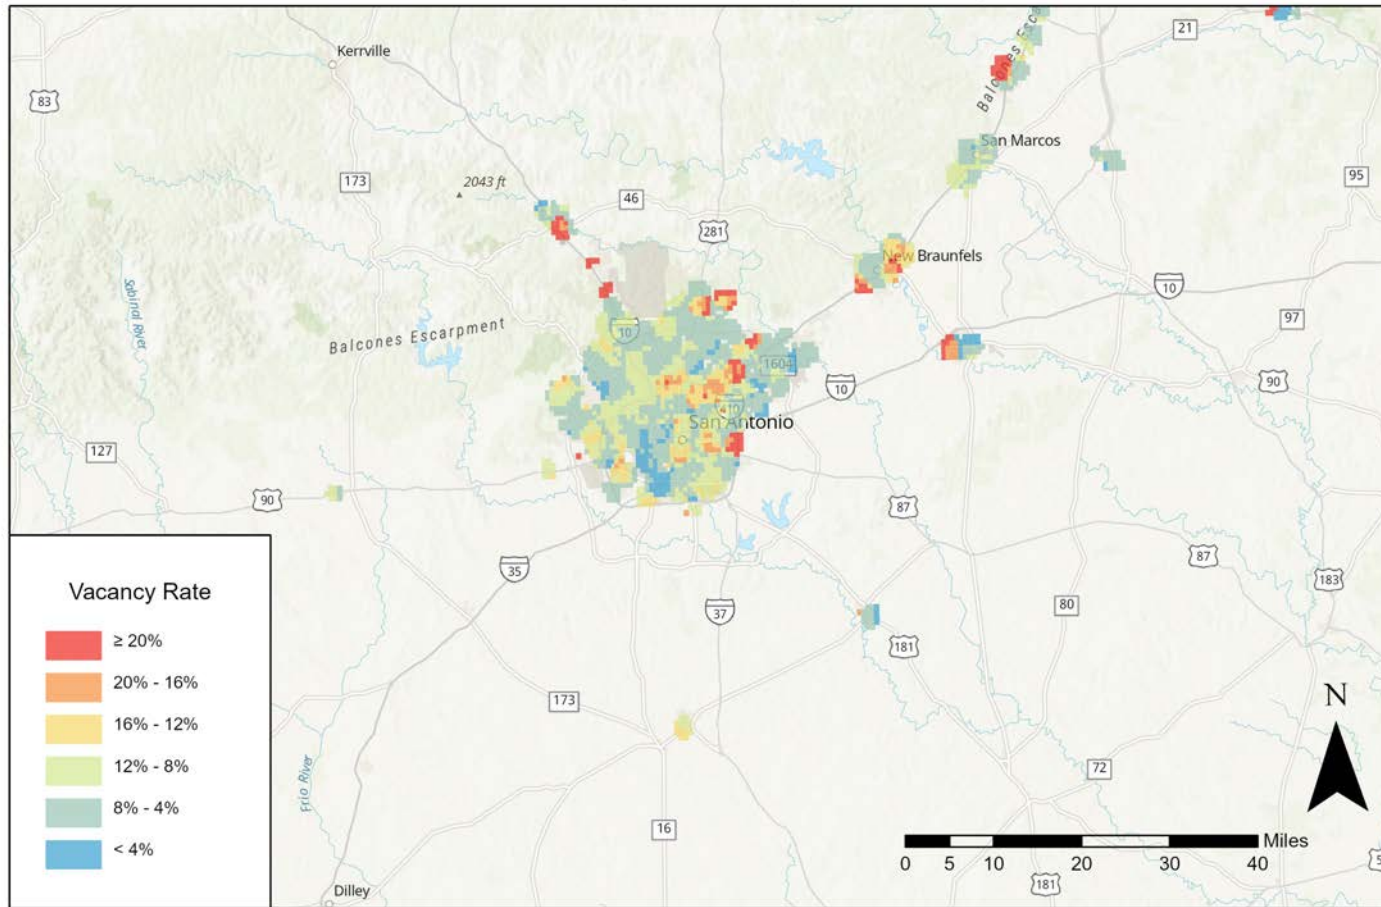 Kerrville
83
21
Balcones Esc
San Marcos
173
2043 ft
46
95
281
New Braunfels
10
Sabinal River
Balcones Escarpment
10
97
1604
10
90
410
San Antonio
127
90
87
87
35
37
80
183
181
Vacancy Rate
≥ 20%
20% - 16%
16% - 12%
12% - 8%
8% - 4%
< 4%
173
N
Frio River
72
16
Miles
0 5 10 20 30 40
5
Dilley
181